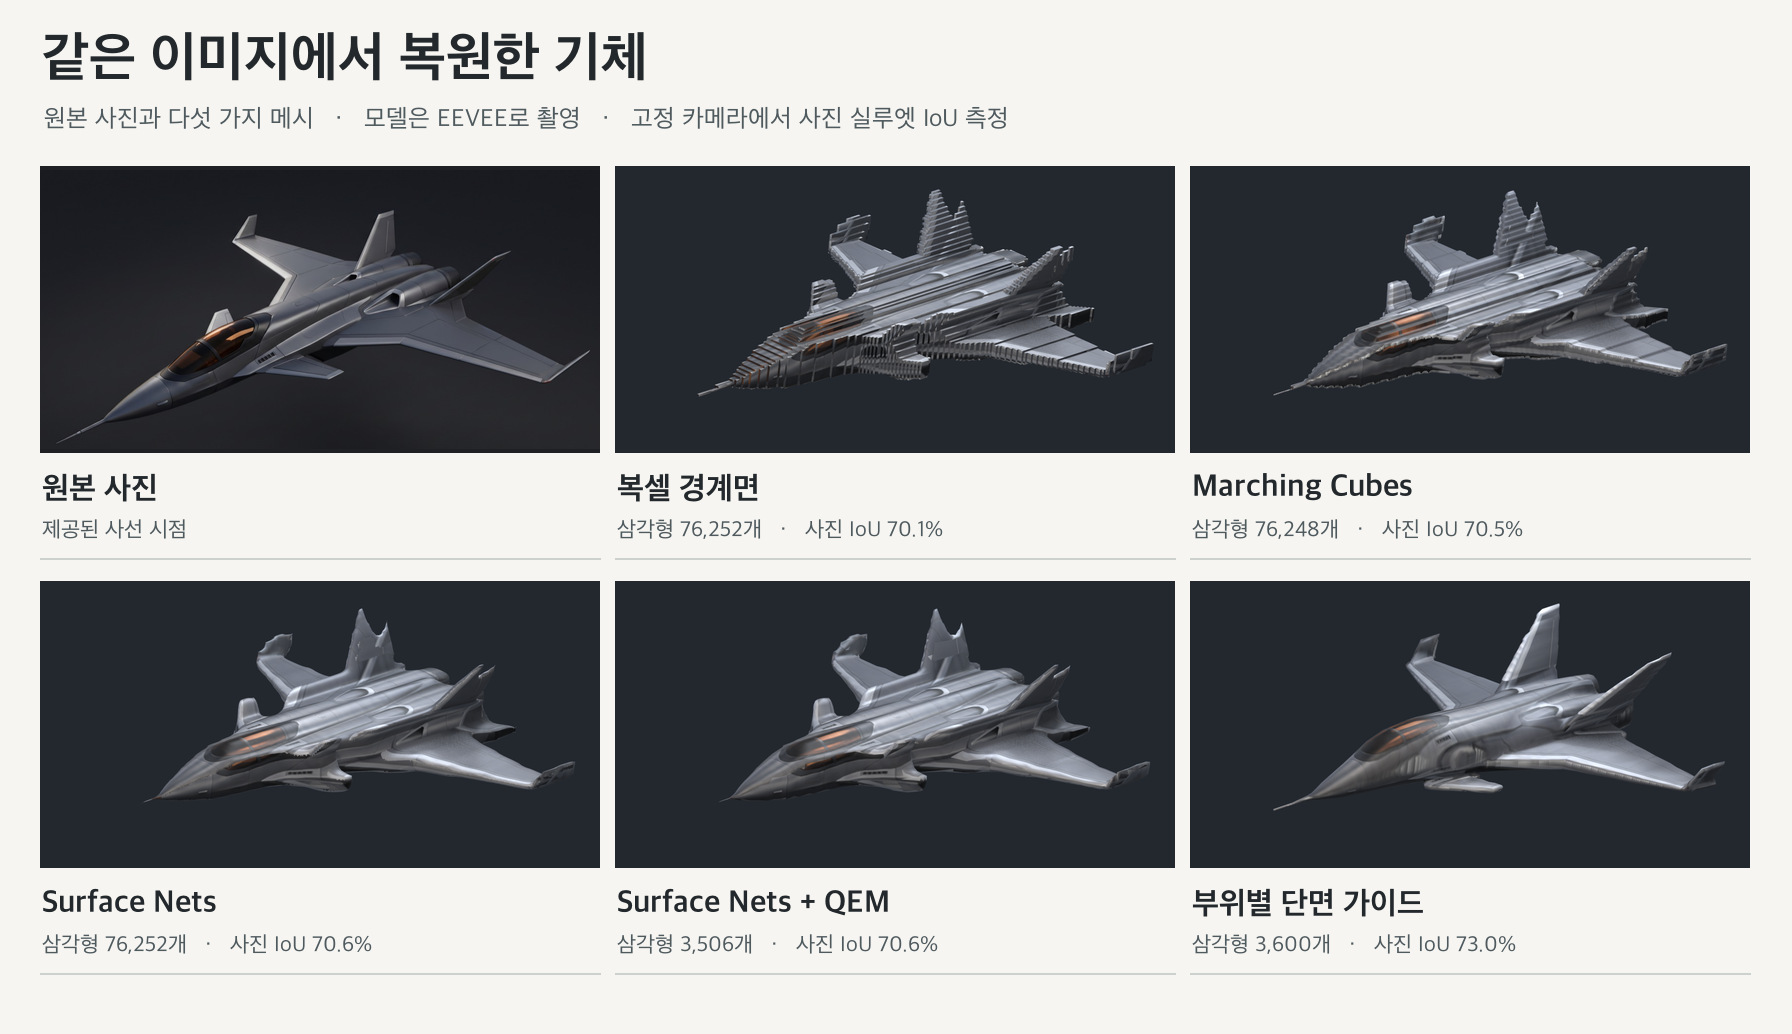 같은 이미지에서 복원한 기체
원본 사진과 다섯 가지 메시 · 모델은 EEVEE로 촬영 · 고정 카메라에서 사진 실루엣 IoU 측정
원본 사진
제공된 사선 시점
복셀 경계면
삼각형 76,252개 · 사진 IoU 70.1%
Marching Cubes
삼각형 76,248개 · 사진 IoU 70.5%
Surface Nets
삼각형 76,252개 · 사진 IoU 70.6%
Surface Nets + QEM
삼각형 3,506개 · 사진 IoU 70.6%
부위별 단면 가이드
삼각형 3,600개 · 사진 IoU 73.0%